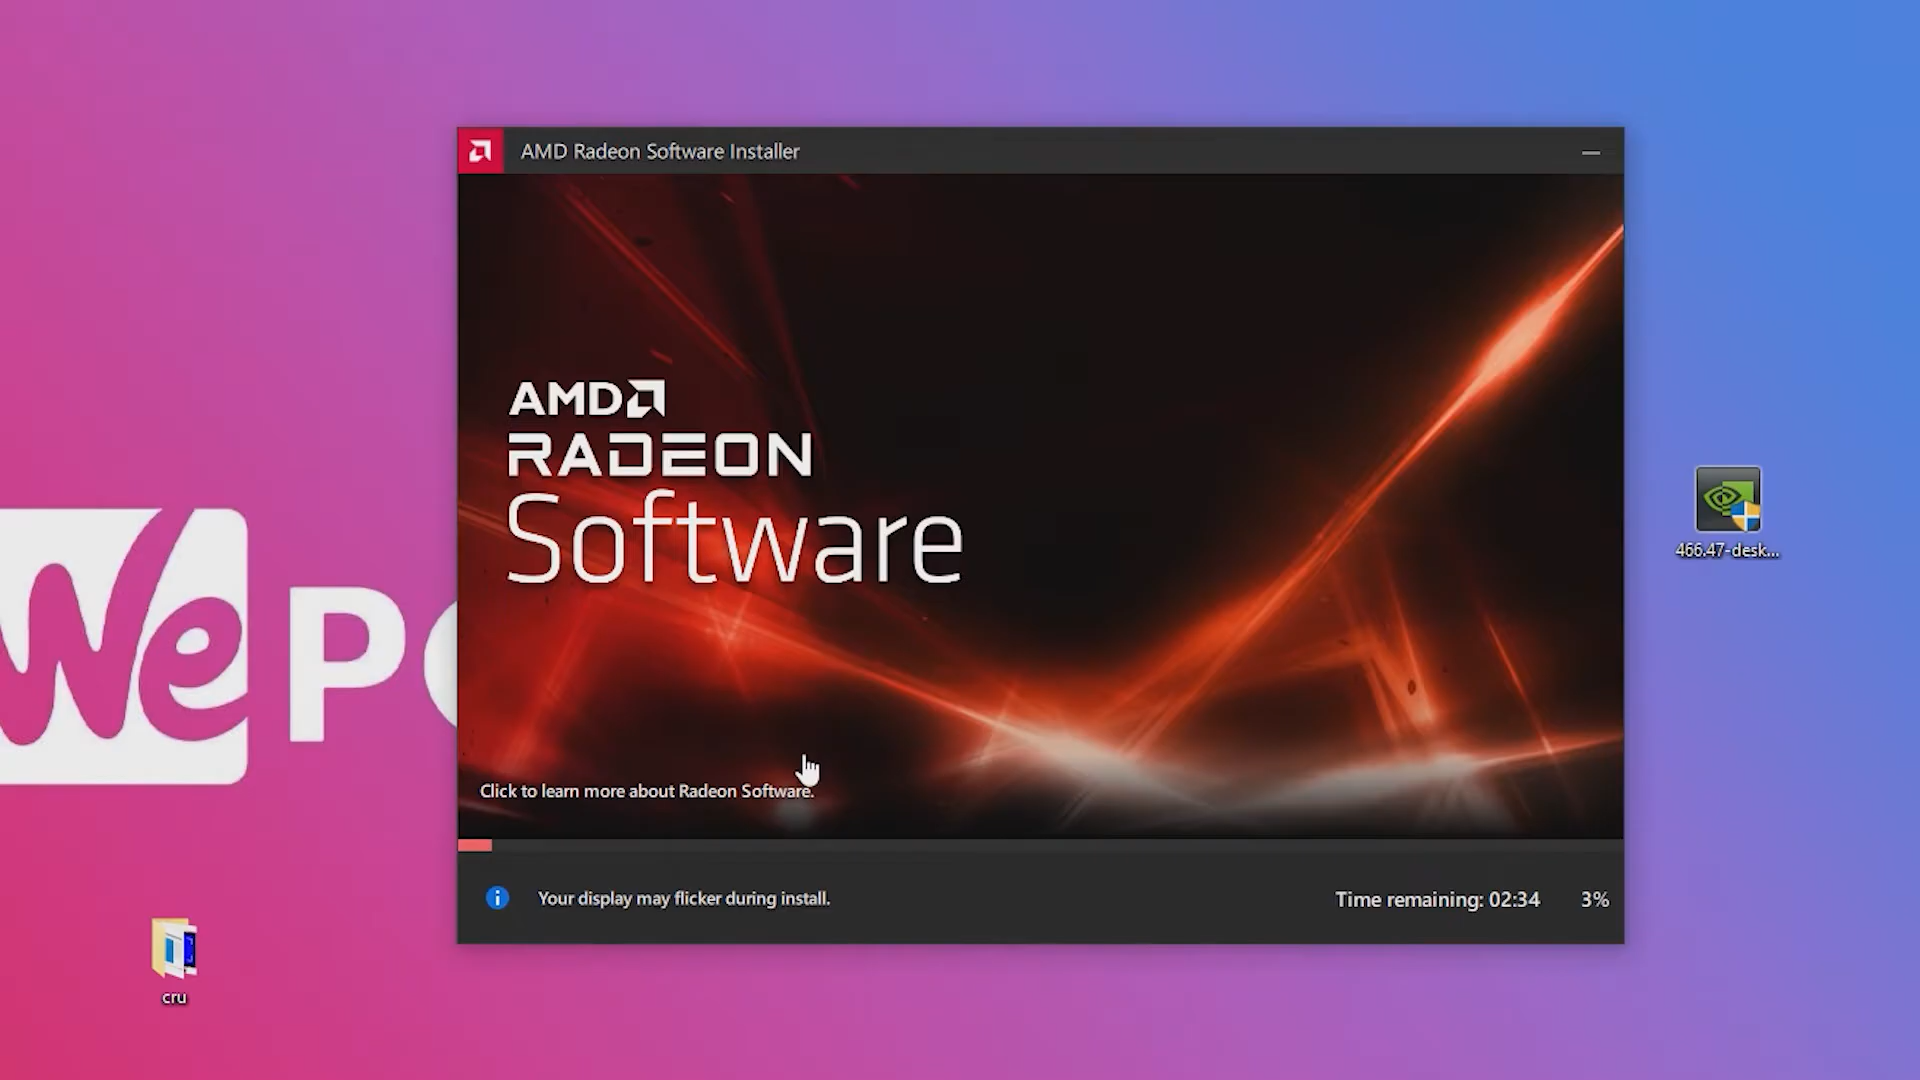 AMD Radeon Software Installer
AMD
RADEON
Software
Click to learn more about Radeon Software.
Your display may flicker during install.
Time remaining: 02:34 3%
We P
466.47-desk...
cru